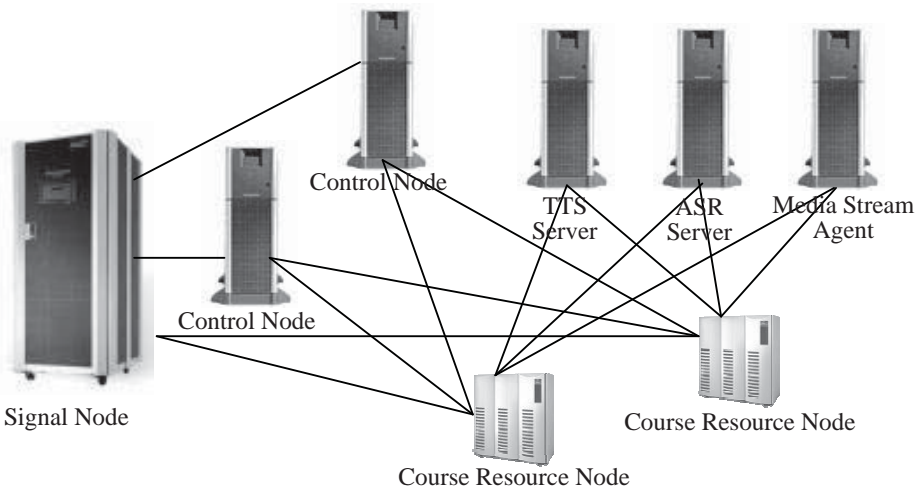 Control Node
TTS
Server
ASR
Server
Media Stream
Agent
Control Node
Signal Node
Course Resource Node
Course Resource Node